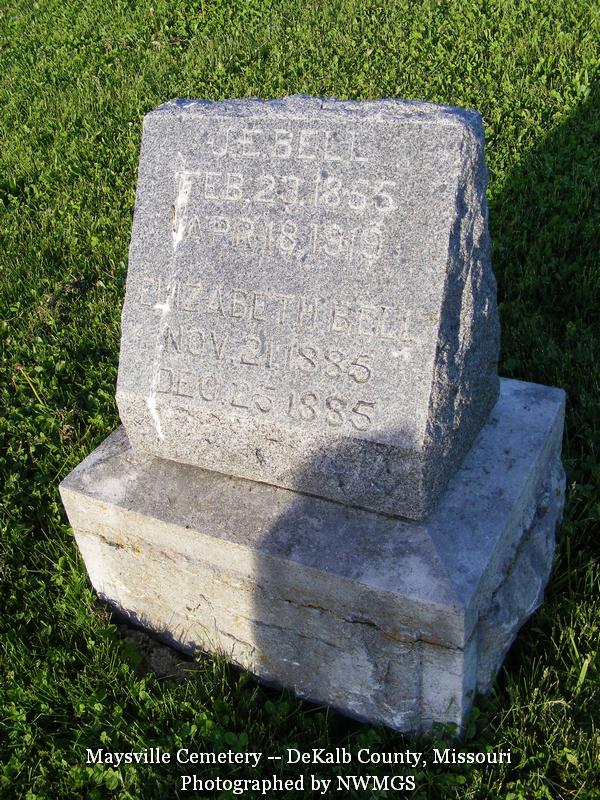 J.E. BELL
FEB. 23. 1855
APR. 18. 1919
ELIZABETH BELL
NOV. 21. 1885
DEC. 25 1885
Maysville Cemetery -- DeKalb County, Missouri
Photographed by NWMGS